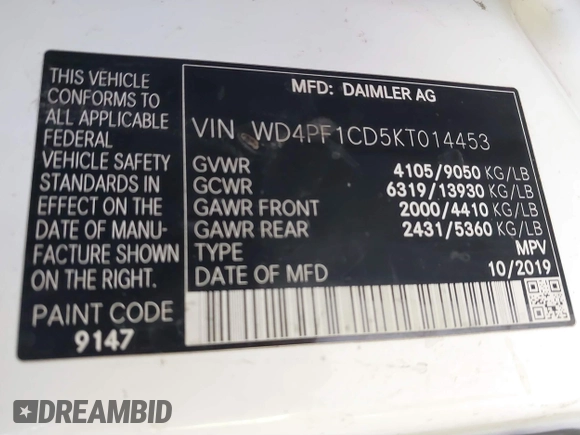 THIS VEHICLE
CONFORMS TO
ALL APPLICABLE
FEDERAL
VEHICLE SAFETY
STANDARDS IN
EFFECT ON THE
DATE OF MANU-
FACTURE SHOWN
ON THE RIGHT.
PAINT CODE
9147
MFD: DAIMLER AG
VIN WD4PF1CD5KT014453
GVWR 4105/9050 KG/LB
GCWR 6319/13930 KG/LB
GAWR FRONT 2000/4410 KG/LB
GAWR REAR 2431/5360 KG/LB
TYPE MPV
DATE OF MFD 10/2019
DREAMBID